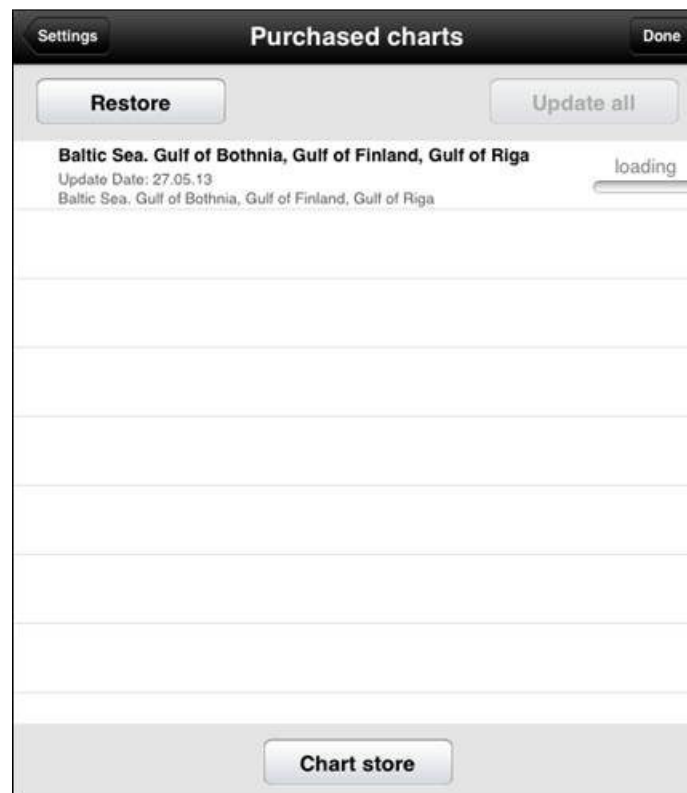 Settings
Purchased charts
Done
Restore
Update all
Baltic Sea. Gulf of Bothnia, Gulf of Finland, Gulf of Riga
loading
Update Date: 27.05.13
Baltic Sea. Gulf of Bothnia, Gulf of Finland, Gulf of Riga
Chart store